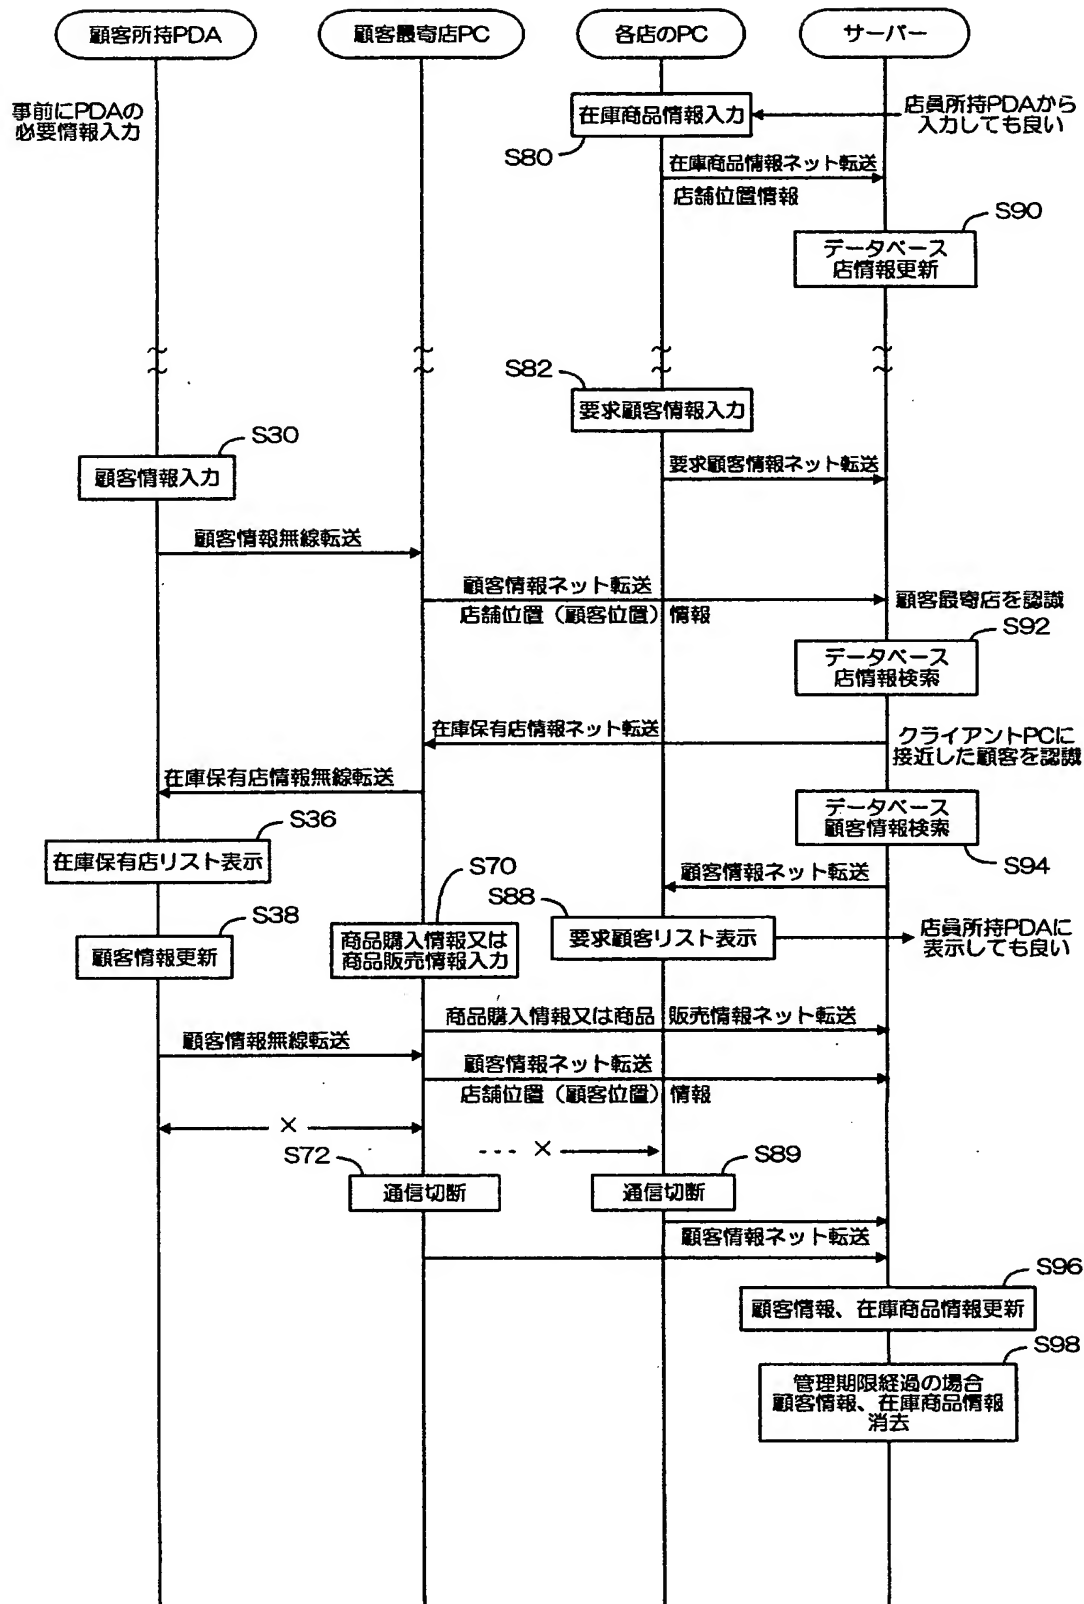 顧客所持PDA
顧客最寄店PC
各店のPC
サーバー
事前にPDAの
必要情報入力
在庫商品情報入力
店員所持PDAから
入力しても良い
S80
在庫商品情報ネット転送
店舗位置情報
S90
データベース
店情報更新
S82
要求顧客情報入力
S30
顧客情報入力
要求顧客情報ネット転送
顧客情報無線転送
顧客情報ネット転送
店舗位置（顧客位置）情報
顧客最寄店を認識
S92
データベース
店情報検索
在庫保有店情報ネット転送
クライアントPCに
接近した顧客を認識
在庫保有店情報無線転送
データベース
顧客情報検索
S36
在庫保有店リスト表示
S94
顧客情報ネット転送
S70
S88
S38
顧客情報更新
商品購入情報又は
商品販売情報入力
要求顧客リスト表示
店員所持PDAに
表示しても良い
商品購入情報又は商品 販売情報ネット転送
顧客情報無線転送
顧客情報ネット転送
店舗位置（顧客位置）情報
×
--- ×
S72
S89
通信切断
通信切断
顧客情報ネット転送
S96
顧客情報、在庫商品情報更新
S98
管理期限経過の場合
顧客情報、在庫商品情報
消去